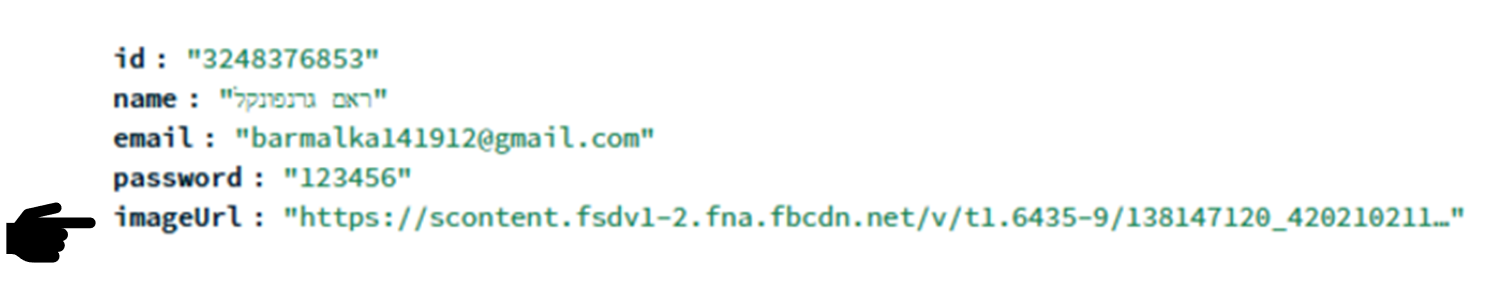 id : "3248376853"
name : "ראם גרנפונקל"
email : "barmalka141912@gmail.com"
password : "123456"
imageUrl : "https://scontent.fsdv1-2.fna.fbcdn.net/v/t1.6435-9/138147120_420210211…"